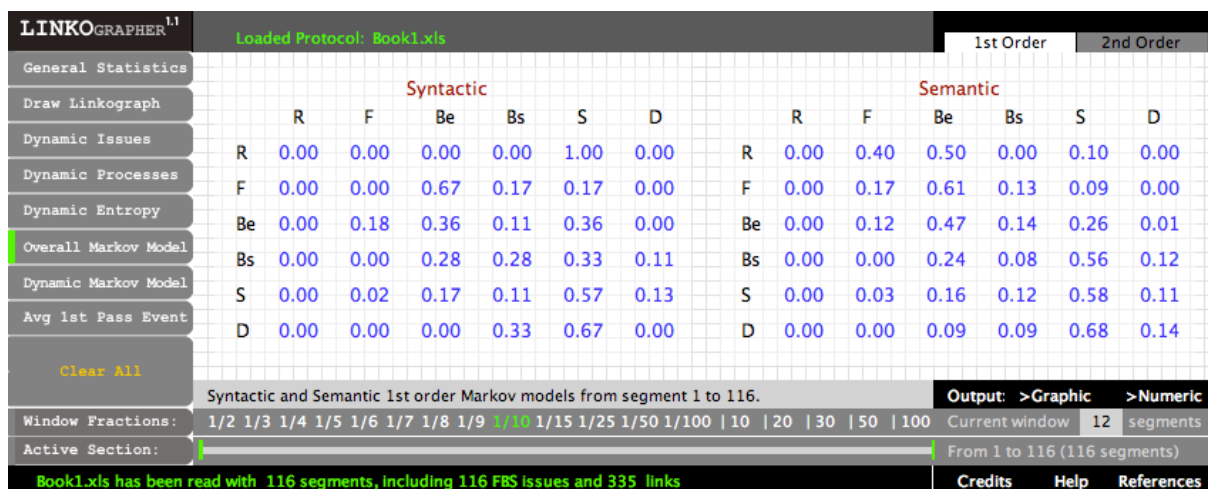 LINKOGRAPHER1.1
Loaded Protocol: Book1.xls
1st Order 2nd Order
General Statistics
Draw Linkograph
Dynamic Issues
Dynamic Processes
Dynamic Entropy
Overall Markov Model
Dynamic Markov Model
Avg 1st Pass Event
Clear All
Syntactic
R F Be Bs S D
R 0.00 0.00 0.00 0.00 1.00 0.00
F 0.00 0.00 0.67 0.17 0.17 0.00
Be 0.00 0.18 0.36 0.11 0.36 0.00
Bs 0.00 0.00 0.28 0.28 0.33 0.11
S 0.00 0.02 0.17 0.11 0.57 0.13
D 0.00 0.00 0.00 0.33 0.67 0.00
Semantic
R F Be Bs S D
R 0.00 0.40 0.50 0.00 0.10 0.00
F 0.00 0.17 0.61 0.13 0.09 0.00
Be 0.00 0.12 0.47 0.14 0.26 0.01
Bs 0.00 0.00 0.24 0.08 0.56 0.12
S 0.00 0.03 0.16 0.12 0.58 0.11
D 0.00 0.00 0.09 0.09 0.68 0.14
Syntactic and Semantic 1st order Markov models from segment 1 to 116.
Output: >Graphic >Numeric
Window Fractions: 1/2 1/3 1/4 1/5 1/6 1/7 1/8 1/9 1/10 1/15 1/25 1/50 1/100 |10 |20 |30 |50 |100 Current window 12 segments
Active Section: From 1 to 116 (116 segments)
Book1.xls has been read with 116 segments, including 116 FBS issues and 335 links
Credits Help References